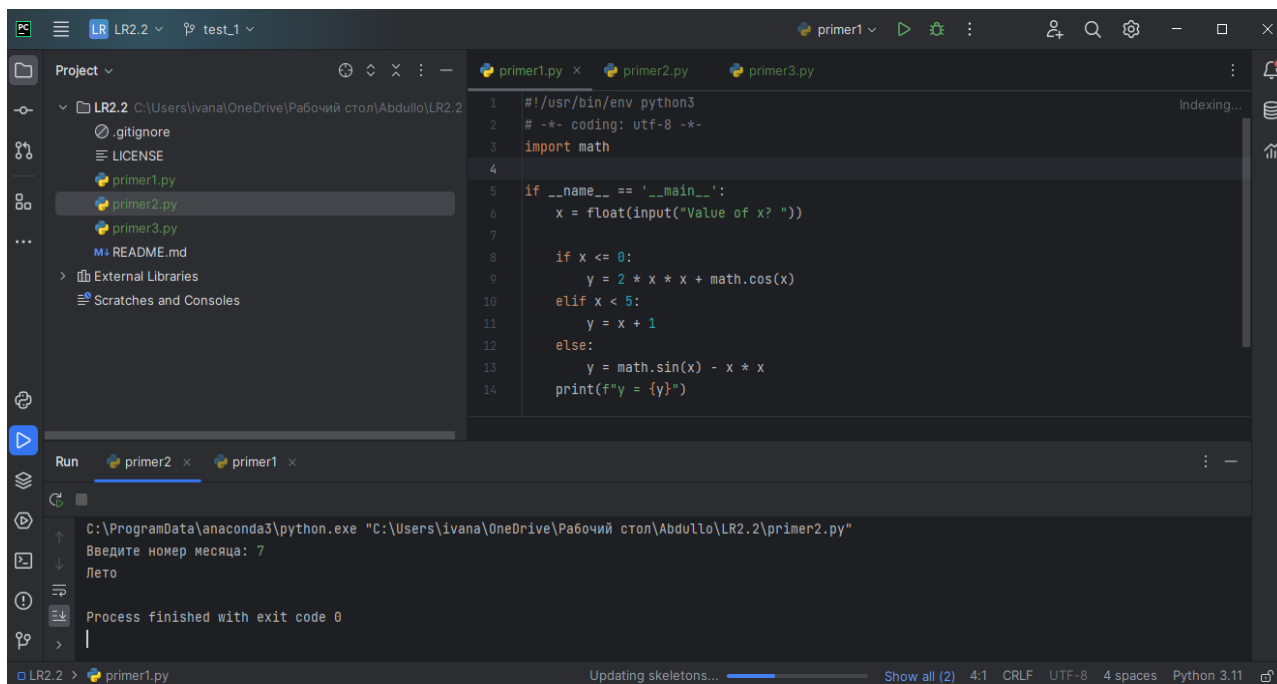 PC LR LR2.2 test_1 primer1
Project
primer1.py primer2.py primer3.py
LR2.2 C:\Users\ivana\OneDrive\Рабочий стол\Abdullo\LR2.2
.gitignore
LICENSE
primer1.py
primer2.py
primer3.py
M↓ README.md
External Libraries
Scratches and Consoles
Indexing...
1 #!/usr/bin/env python3
2 # -*- coding: utf-8 -*-
3 import math
4
5 if __name__ == '__main__':
6 x = float(input("Value of x? "))
7
8 if x <= 0:
9 y = 2 * x * x + math.cos(x)
10 elif x < 5:
11 y = x + 1
12 else:
13 y = math.sin(x) - x * x
14 print(f"y = {y}")
Run primer2 primer1
C:\ProgramData\anaconda3\python.exe "C:\Users\ivana\OneDrive\Рабочий стол\Abdullo\LR2.2\primer2.py"
Введите номер месяца: 7
Лето
Process finished with exit code 0
LR2.2 > primer1.py Updating skeletons... Show all (2) 4:1 CRLF UTF-8 4 spaces Python 3.11